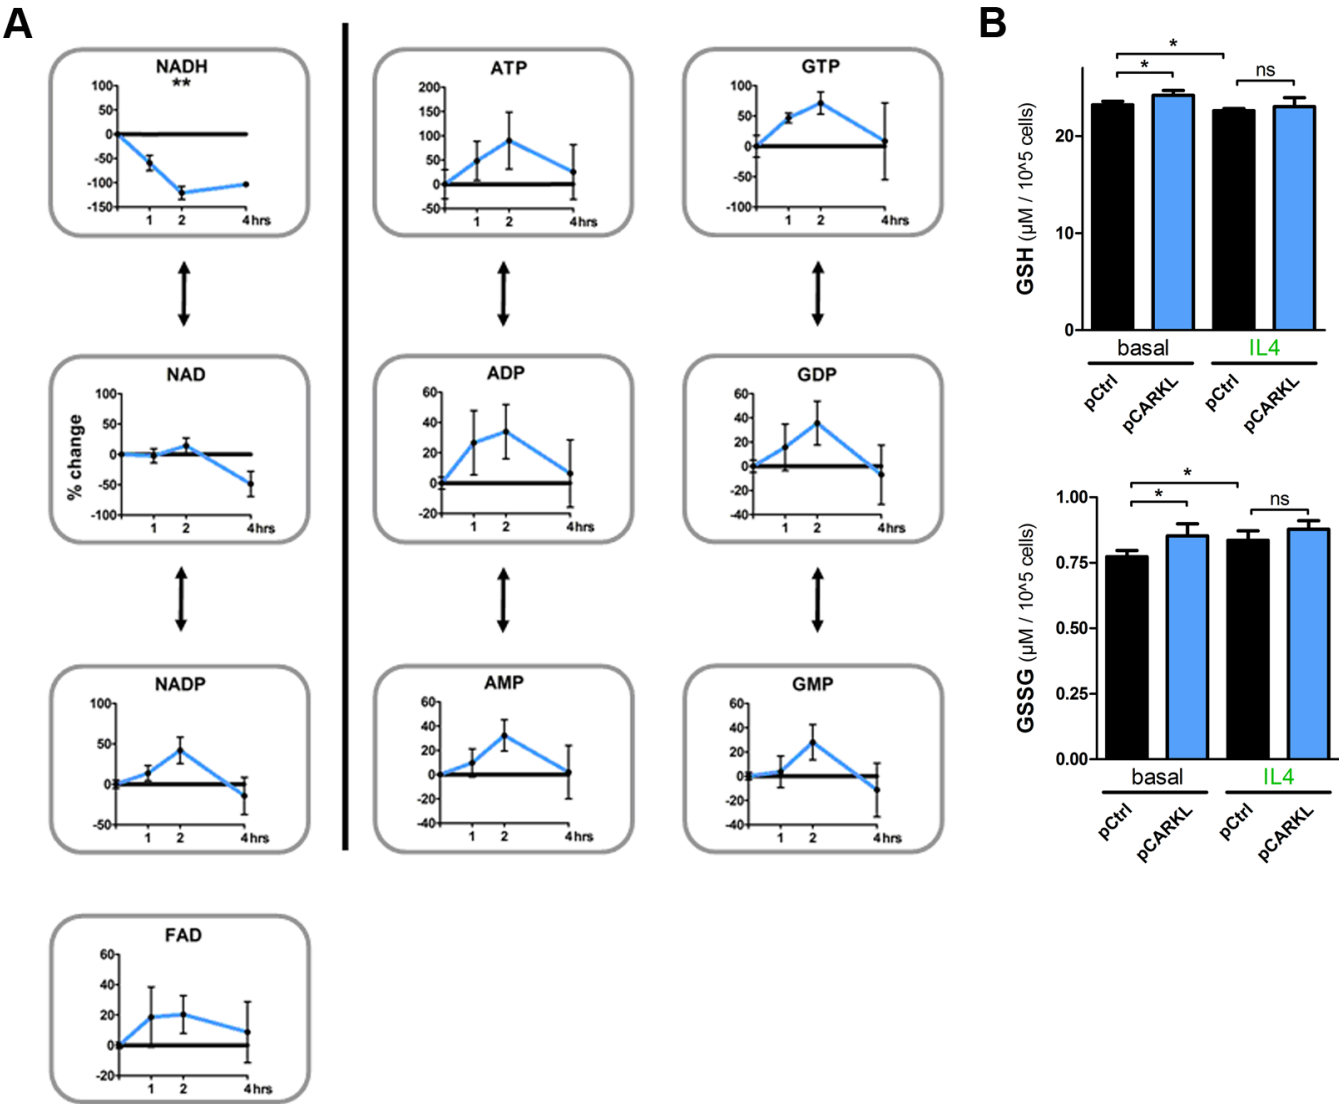 A
B
NADH
**
100
50
0
-50
-100
-150
1
2
4hrs
ATP
200
150
100
50
0
-50
1
2
4hrs
GTP
100
50
0
-50
-100
1
2
4hrs
NAD
% change
100
50
0
-50
-100
1
2
4hrs
ADP
60
40
20
0
-20
1
2
4hrs
GDP
60
40
20
0
-20
-40
1
2
4hrs
NADP
100
50
0
-50
1
2
4hrs
AMP
60
40
20
0
-20
-40
1
2
4hrs
GMP
60
40
20
0
-20
-40
1
2
4hrs
FAD
60
40
20
0
-20
1
2
4hrs
*
*
ns
GSH (µM / 10^5 cells)
20
10
0
basal
IL4
pCtrl
pCARKL
pCtrl
pCARKL
*
*
ns
GSSG (µM / 10^5 cells)
1.00
0.75
0.50
0.25
0.00
basal
IL4
pCtrl
pCARKL
pCtrl
pCARKL